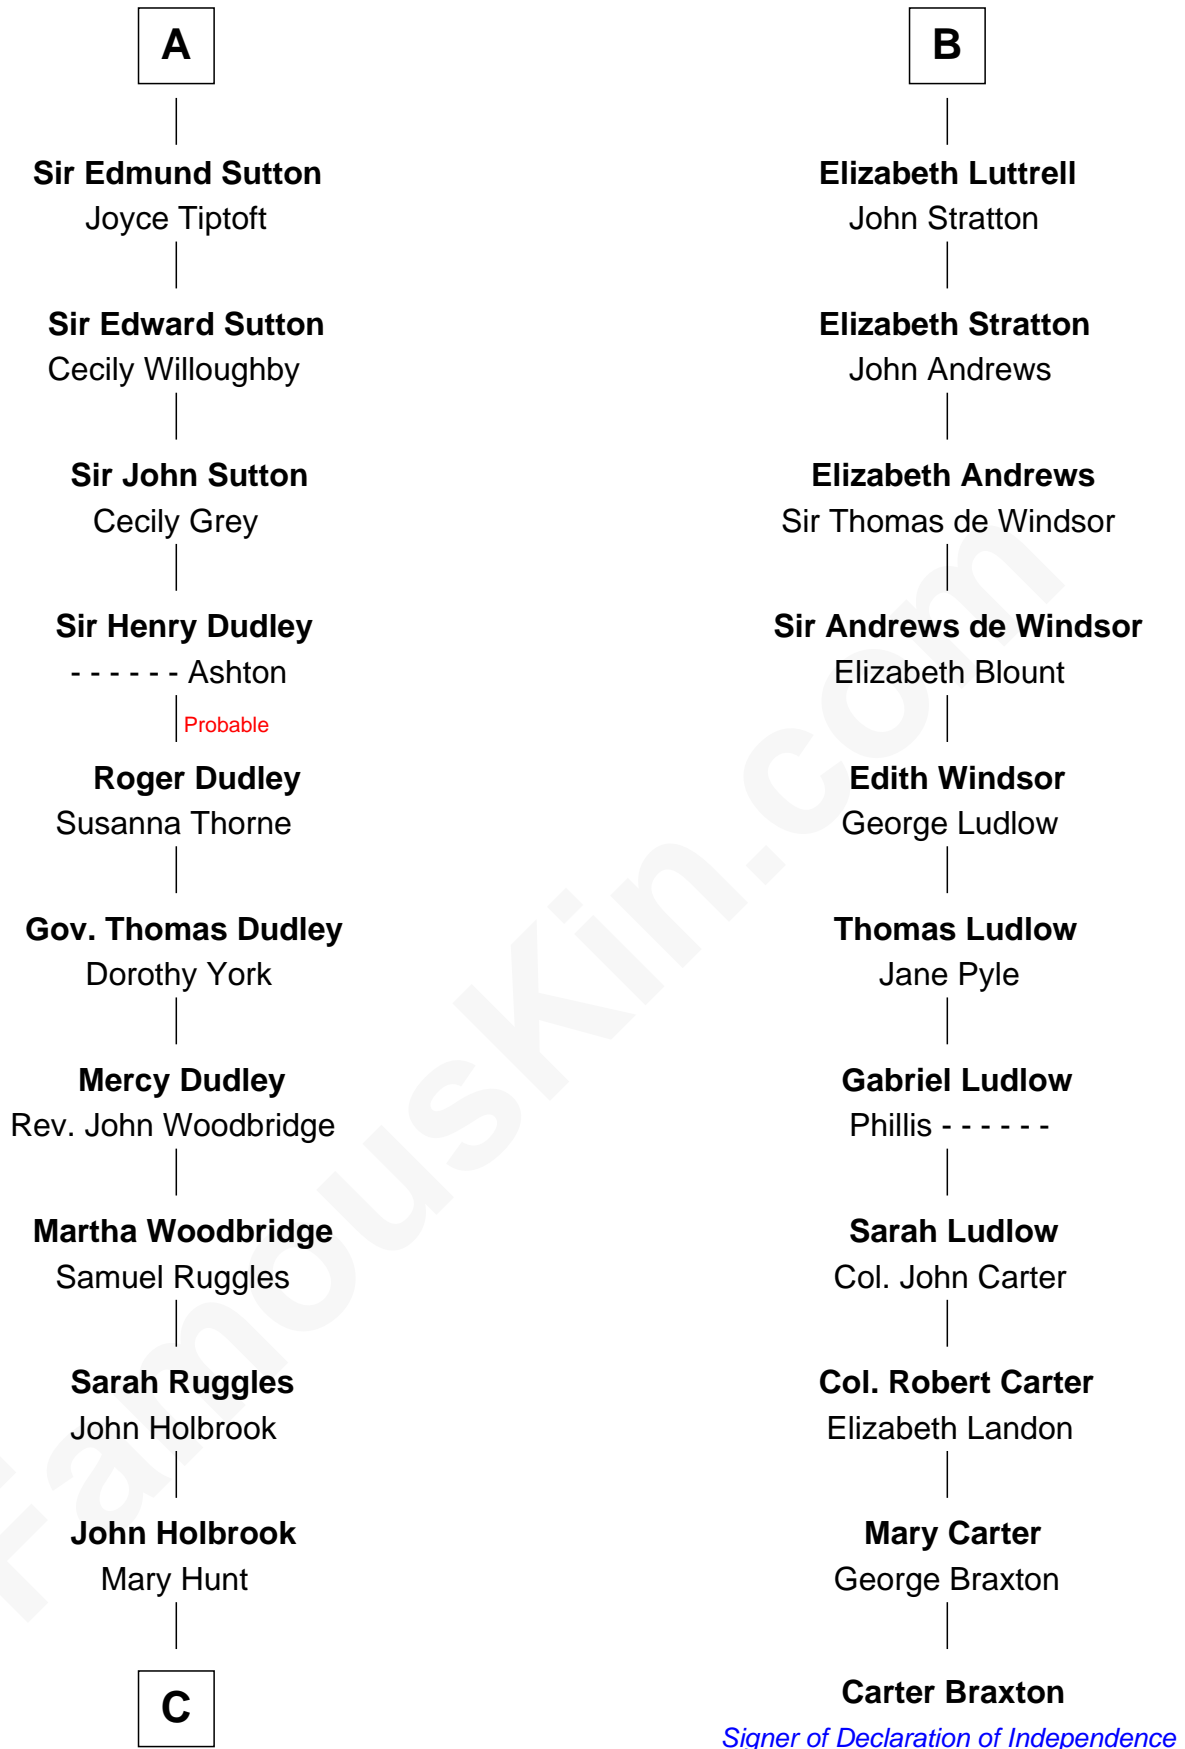 A
Sir Edmund Sutton
Joyce Tiptoft
Sir Edward Sutton
Cecily Willoughby
Sir John Sutton
Cecily Grey
Sir Henry Dudley
- - - - - - Ashton
Probable
Roger Dudley
Susanna Thorne
Gov. Thomas Dudley
Dorothy York
Mercy Dudley
Rev. John Woodbridge
Martha Woodbridge
Samuel Ruggles
Sarah Ruggles
John Holbrook
John Holbrook
Mary Hunt
C
B
Elizabeth Luttrell
John Stratton
Elizabeth Stratton
John Andrews
Elizabeth Andrews
Sir Thomas de Windsor
Sir Andrews de Windsor
Elizabeth Blount
Edith Windsor
George Ludlow
Thomas Ludlow
Jane Pyle
Gabriel Ludlow
Phillis - - - - - -
Sarah Ludlow
Col. John Carter
Col. Robert Carter
Elizabeth Landon
Mary Carter
George Braxton
Carter Braxton
Signer of Declaration of Independence
FamousKin.com